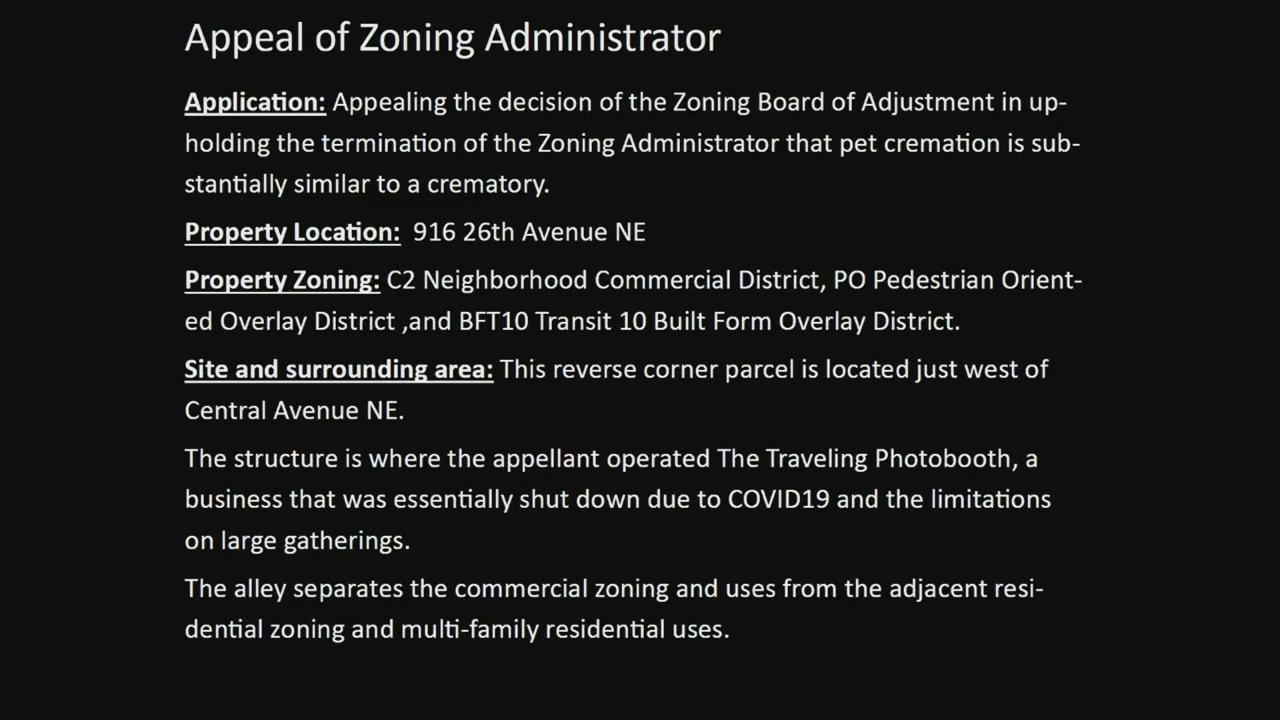 Appeal of Zoning Administrator
Application: Appealing the decision of the Zoning Board of Adjustment in up-
holding the termination of the Zoning Administrator that pet cremation is sub-
stantially similar to a crematory.
Property Location: 916 26th Avenue NE
Property Zoning: C2 Neighborhood Commercial District, PO Pedestrian Orient-
ed Overlay District ,and BFT10 Transit 10 Built Form Overlay District.
Site and surrounding area: This reverse corner parcel is located just west of
Central Avenue NE.
The structure is where the appellant operated The Traveling Photobooth, a
business that was essentially shut down due to COVID19 and the limitations
on large gatherings.
The alley separates the commercial zoning and uses from the adjacent resi-
dential zoning and multi-family residential uses.